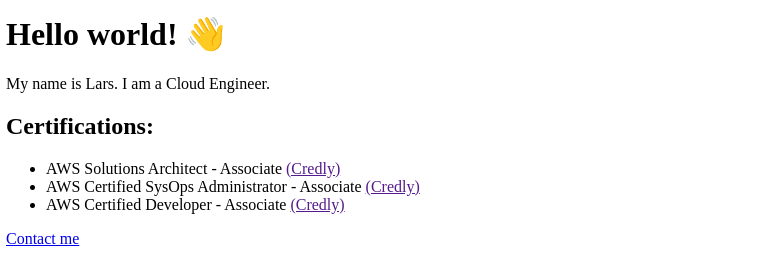 Hello world! 👋
My name is Lars. I am a Cloud Engineer.
Certifications:
• AWS Solutions Architect - Associate (Credly)
• AWS Certified SysOps Administrator - Associate (Credly)
• AWS Certified Developer - Associate (Credly)
Contact me